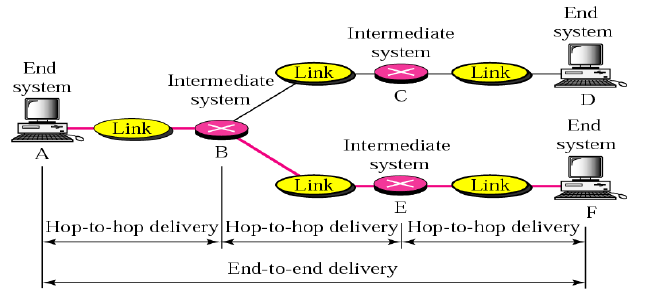 End
system
Intermediate
system
Link
Link
C
D
End
system
A
Link
Intermediate
system
B
End
system
Intermediate
system
Link
Link
E
F
Hop-to-hop delivery
Hop-to-hop delivery
Hop-to-hop delivery
End-to-end delivery